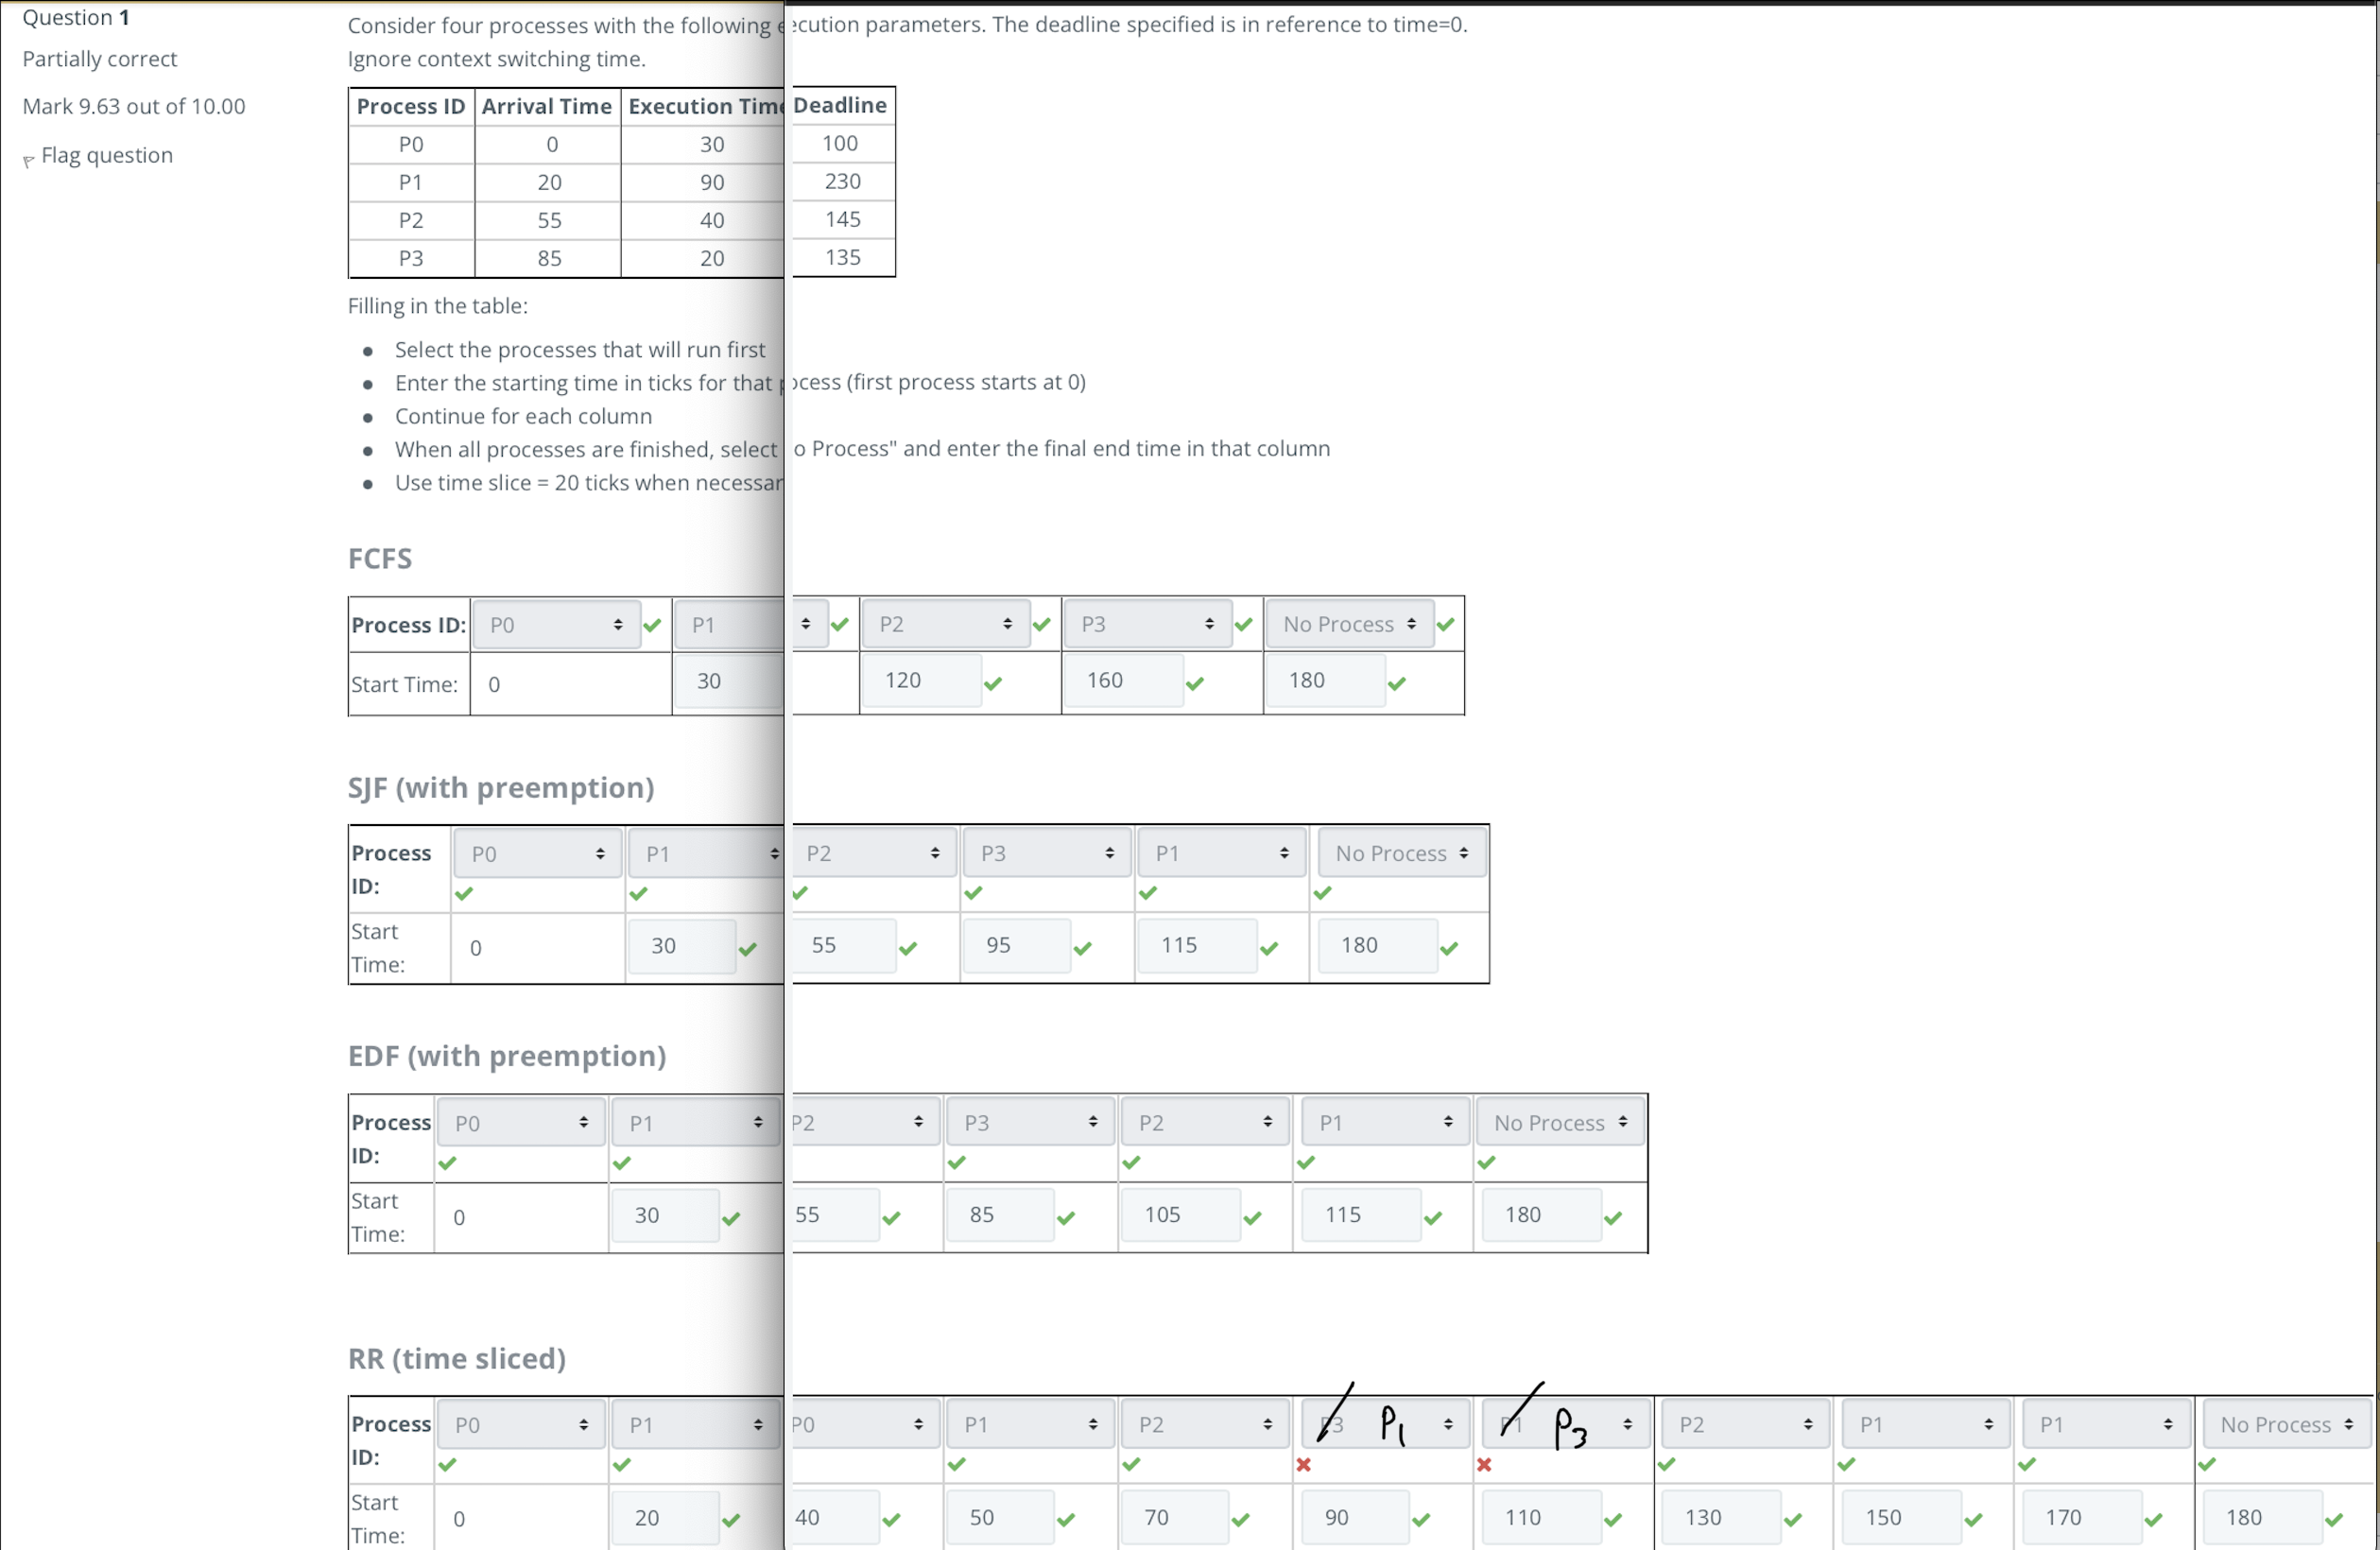 Question 1
Partially correct
Mark 9.63 out of 10.00
Flag question
Consider four processes with the following e ecution parameters. The deadline specified is in reference to time=0.
Ignore context switching time.
Process ID Arrival Time Execution Time Deadline
P0 0 30 100
P1 20 90 230
P2 55 40 145
P3 85 20 135
Filling in the table:
● Select the processes that will run first
● Enter the starting time in ticks for that process (first process starts at 0)
● Continue for each column
● When all processes are finished, select o Process" and enter the final end time in that column
● Use time slice = 20 ticks when necessar
FCFS
Process ID: P0 P1 P2 P3 No Process
Start Time: 0 30 120 160 180
SJF (with preemption)
Process ID: P0 P1 P2 P3 P1 No Process
Start Time: 0 30 55 95 115 180
EDF (with preemption)
Process ID: P0 P1 P2 P3 P2 P1 No Process
Start Time: 0 30 55 85 105 115 180
RR (time sliced)
Process ID: P0 P1 P0 P1 P2 P3 P1 P1 P3 P2 P1 P1 No Process
Start Time: 0 20 40 50 70 90 110 130 150 170 180